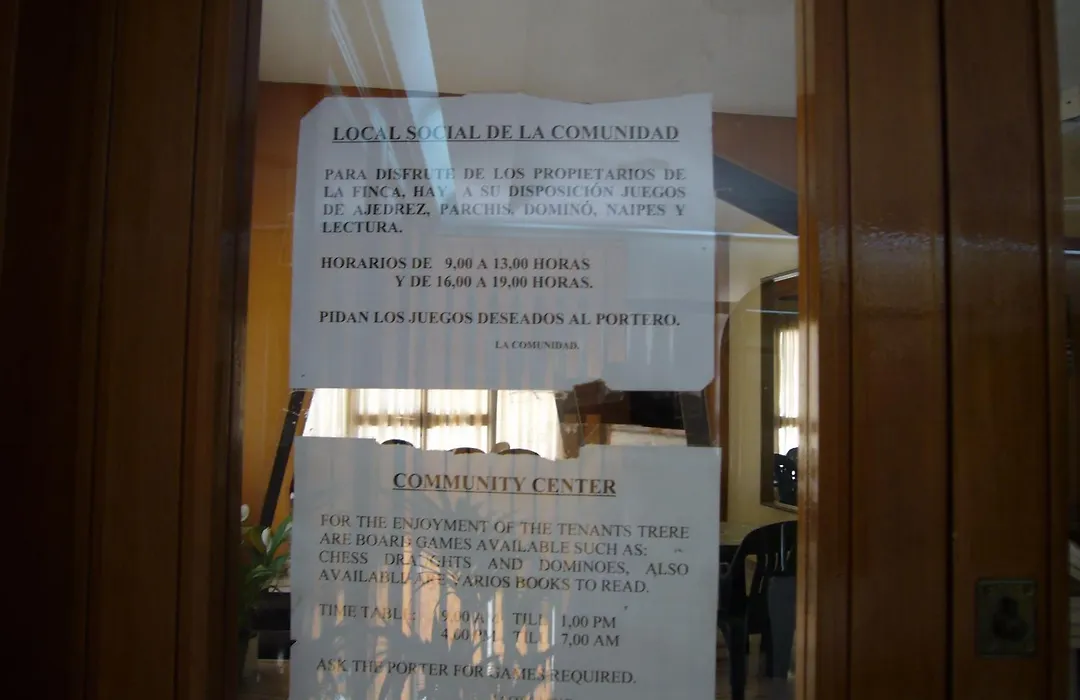 LOCAL SOCIAL DE LA COMUNIDAD
PARA DISFRUTE DE LOS PROPIETARIOS DE
LA FINCA, HAY A SU DISPOSICIÓN JUEGOS
DE AJEDREZ, PARCHIS, DOMINÓ, NAIPES Y
LECTURA.
HORARIOS DE 9,00 A 13,00 HORAS
Y DE 16,00 A 19,00 HORAS.
PIDAN LOS JUEGOS DESEADOS AL PORTERO.
LA COMUNIDAD.
COMMUNITY CENTER
FOR THE ENJOYMENT OF THE TENANTS TRERE
ARE BOARD GAMES AVAILABLE SUCH AS:
CHESS DRAUGHTS AND DOMINOES, ALSO
AVAILABLE ARE VARIOS BOOKS TO READ.
TIME TABLE: 9,00 AM TILL 1,00 PM
4,00 PM TILL 7,00 AM
ASK THE PORTER FOR GAMES REQUIRED.